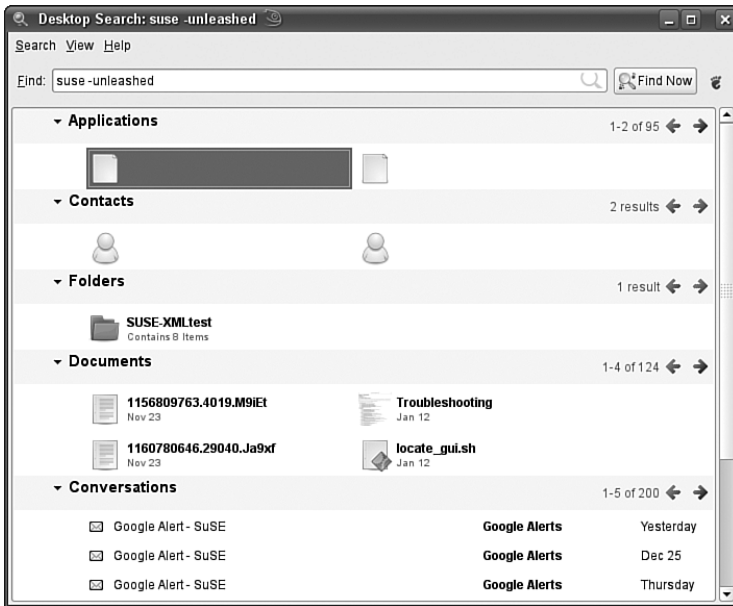 Desktop Search: suse -unleashed
Search View Help
Find: suse -unleashed Find Now
Applications 1-2 of 95
Contacts 2 results
Folders 1 result
SUSE-XMLtest
Contains 8 Items
Documents 1-4 of 124
1156809763.4019.M9iEt Troubleshooting
Nov 23 Jan 12
1160780646.29040.Ja9xf locate_gui.sh
Nov 23 Jan 12
Conversations 1-5 of 200
Google Alert - SuSE Google Alerts Yesterday
Google Alert - SuSE Google Alerts Dec 25
Google Alert - SuSE Google Alerts Thursday